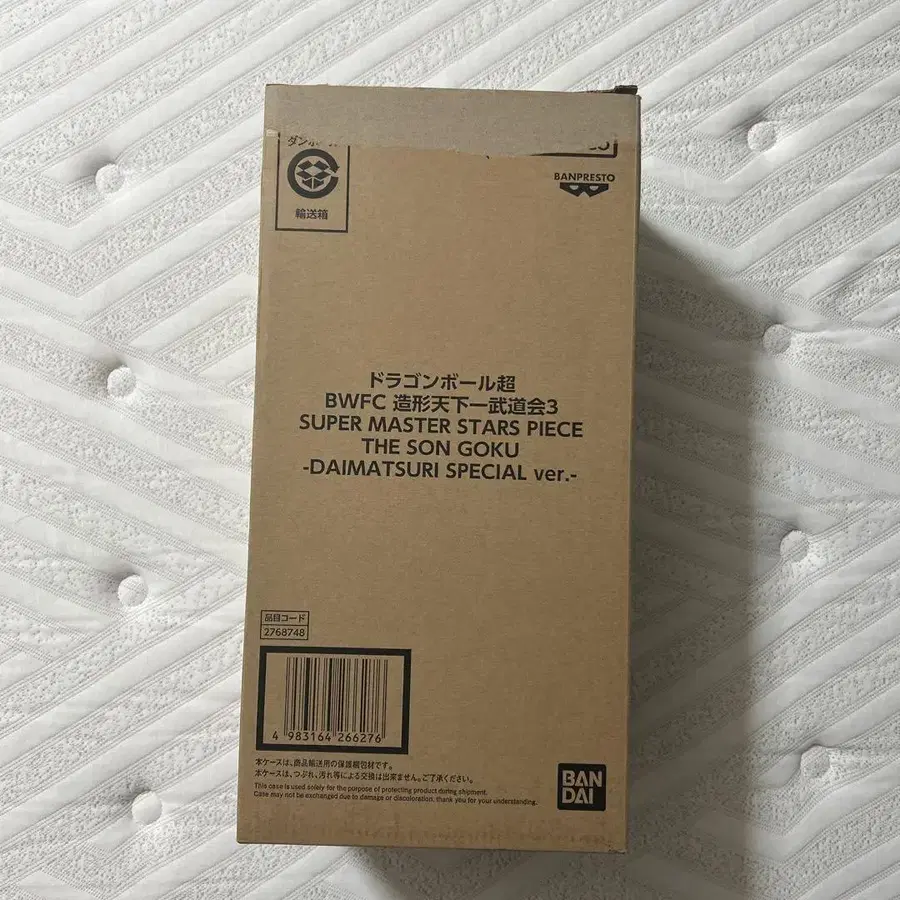 輸送箱
BANPRESTO
ドラゴンボール超
BWFC 造形天下一武道会3
SUPER MASTER STARS PIECE
THE SON GOKU
-DAIMATSURI SPECIAL ver.-
品目コード
2768748
4 983164 266276
本ケースは、商品輸送用の保護梱包材です。
本ケースは、つぶれ、汚れ等による交換は出来ません。ご了承ください。
This case is used solely for the purpose of protecting product during shipment.
Case may not be exchanged due to damage or discoloration, thank you for your understanding.
BAN
DAI